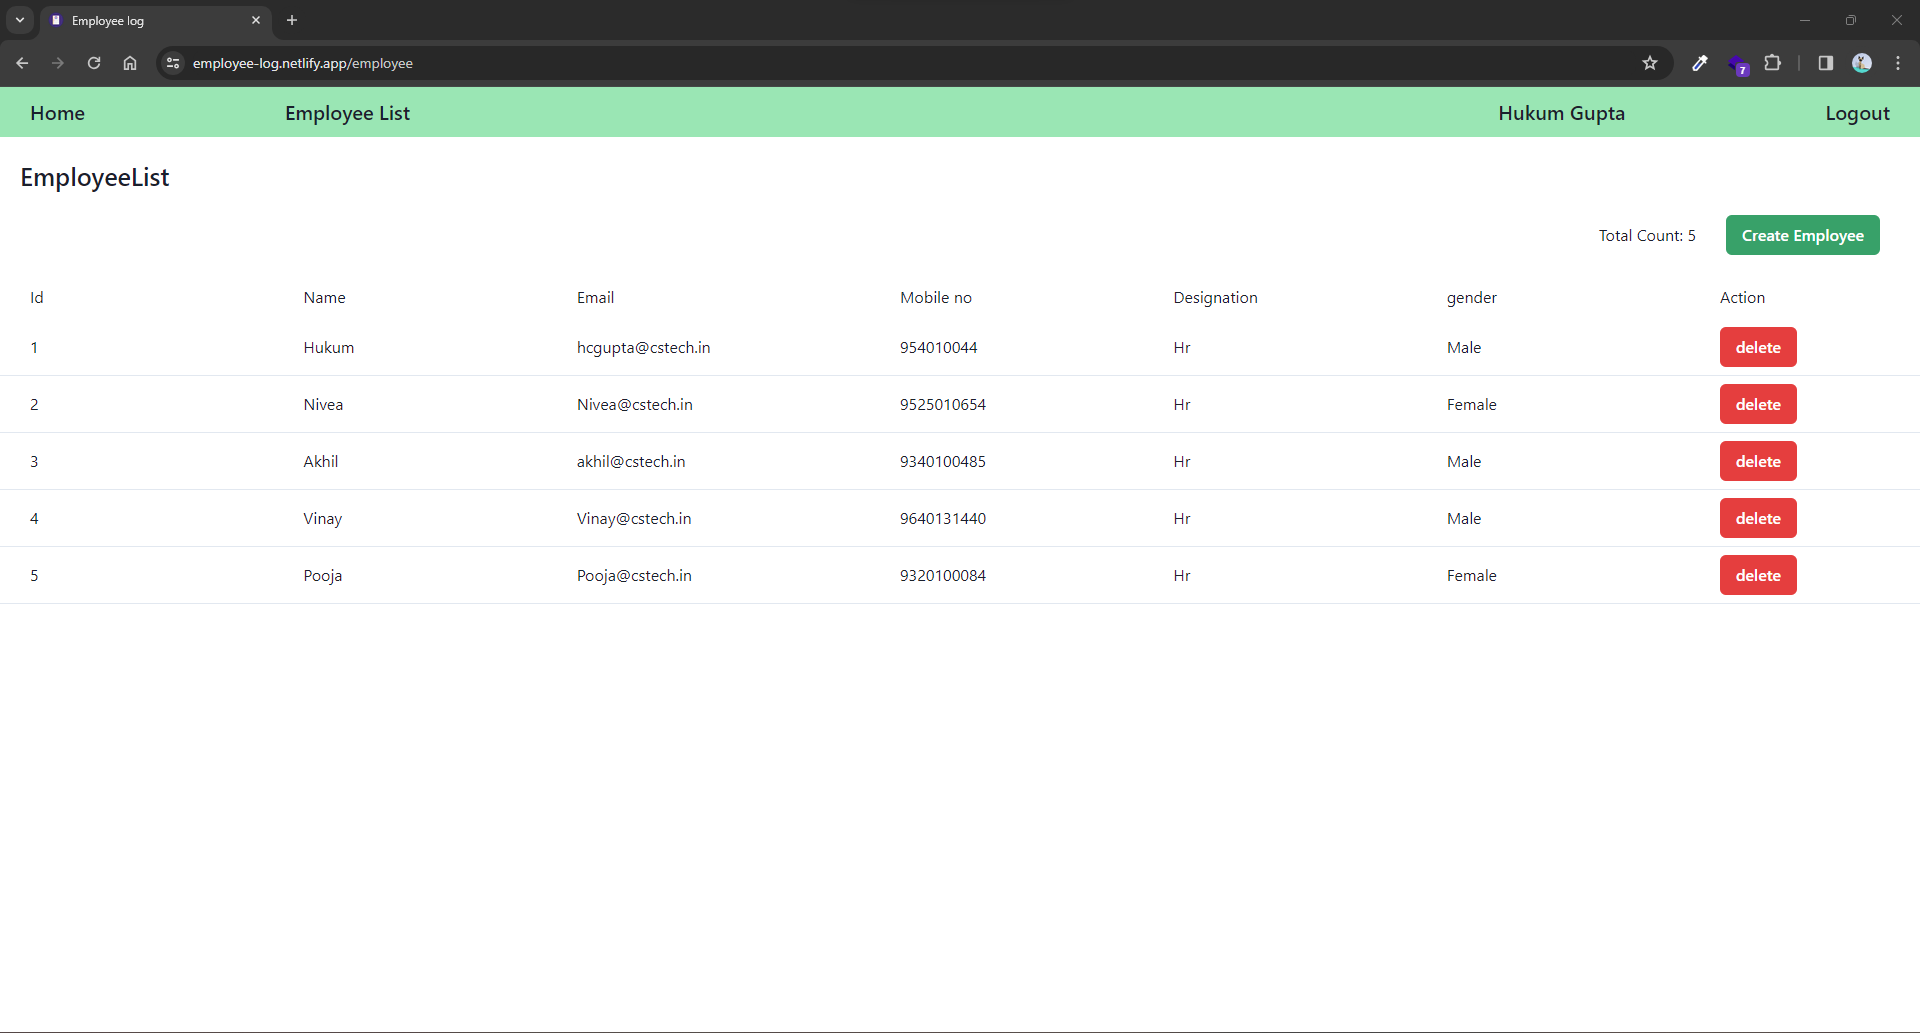 Employee log
employee-log.netlify.app/employee
7
Home Employee List Hukum Gupta Logout
EmployeeList
Total Count: 5 Create Employee
Id Name Email Mobile no Designation gender Action
1 Hukum hcgupta@cstech.in 954010044 Hr Male delete
2 Nivea Nivea@cstech.in 9525010654 Hr Female delete
3 Akhil akhil@cstech.in 9340100485 Hr Male delete
4 Vinay Vinay@cstech.in 9640131440 Hr Male delete
5 Pooja Pooja@cstech.in 9320100084 Hr Female delete